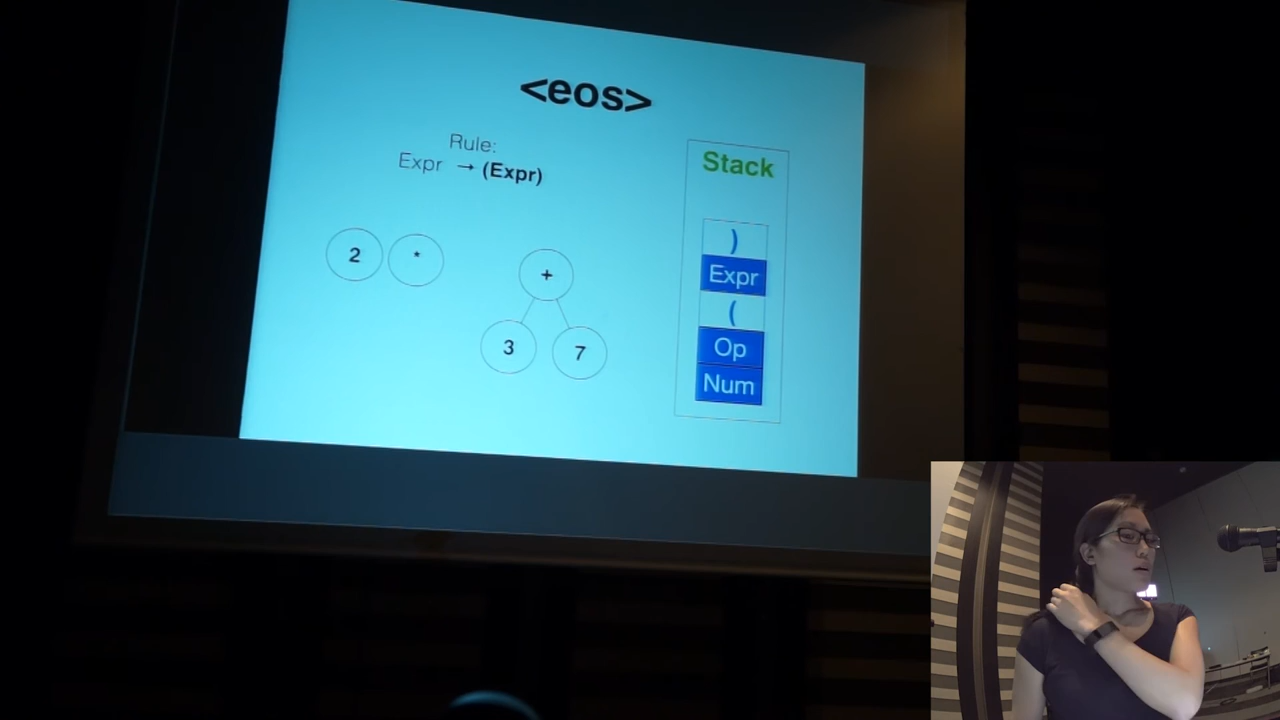 <eos>
Rule:
Expr → (Expr)
Stack
)
Expr
(
Op
Num
2
*
+
3
7